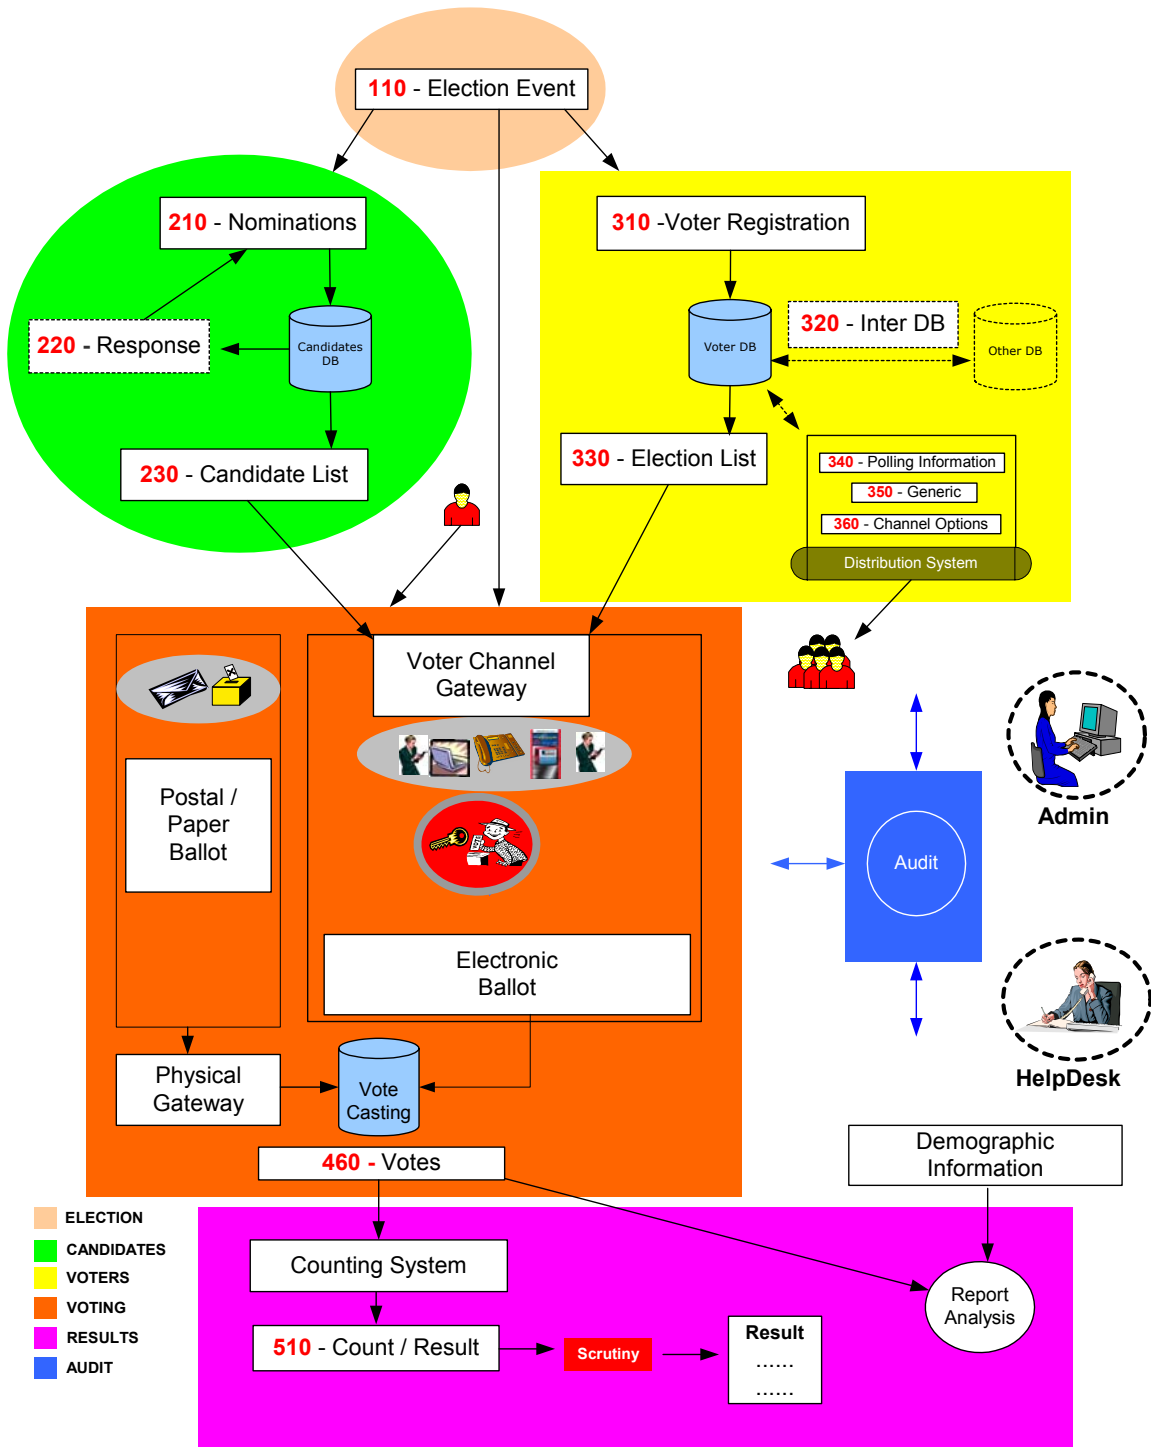 110 - Election Event
210 - Nominations
310 -Voter Registration
320 - Inter DB
220 - Response
Candidates
DB
Voter DB
Other DB
230 - Candidate List
330 - Election List
340 - Polling Information
350 - Generic
360 - Channel Options
Distribution System
Voter Channel
Gateway
Postal /
Paper
Ballot
Admin
Audit
Electronic
Ballot
Physical
Gateway
Vote
Casting
HelpDesk
460 - Votes
Demographic
Information
ELECTION
CANDIDATES
VOTERS
VOTING
RESULTS
AUDIT
Counting System
510 - Count / Result
Scrutiny
Result
......
......
Report
Analysis